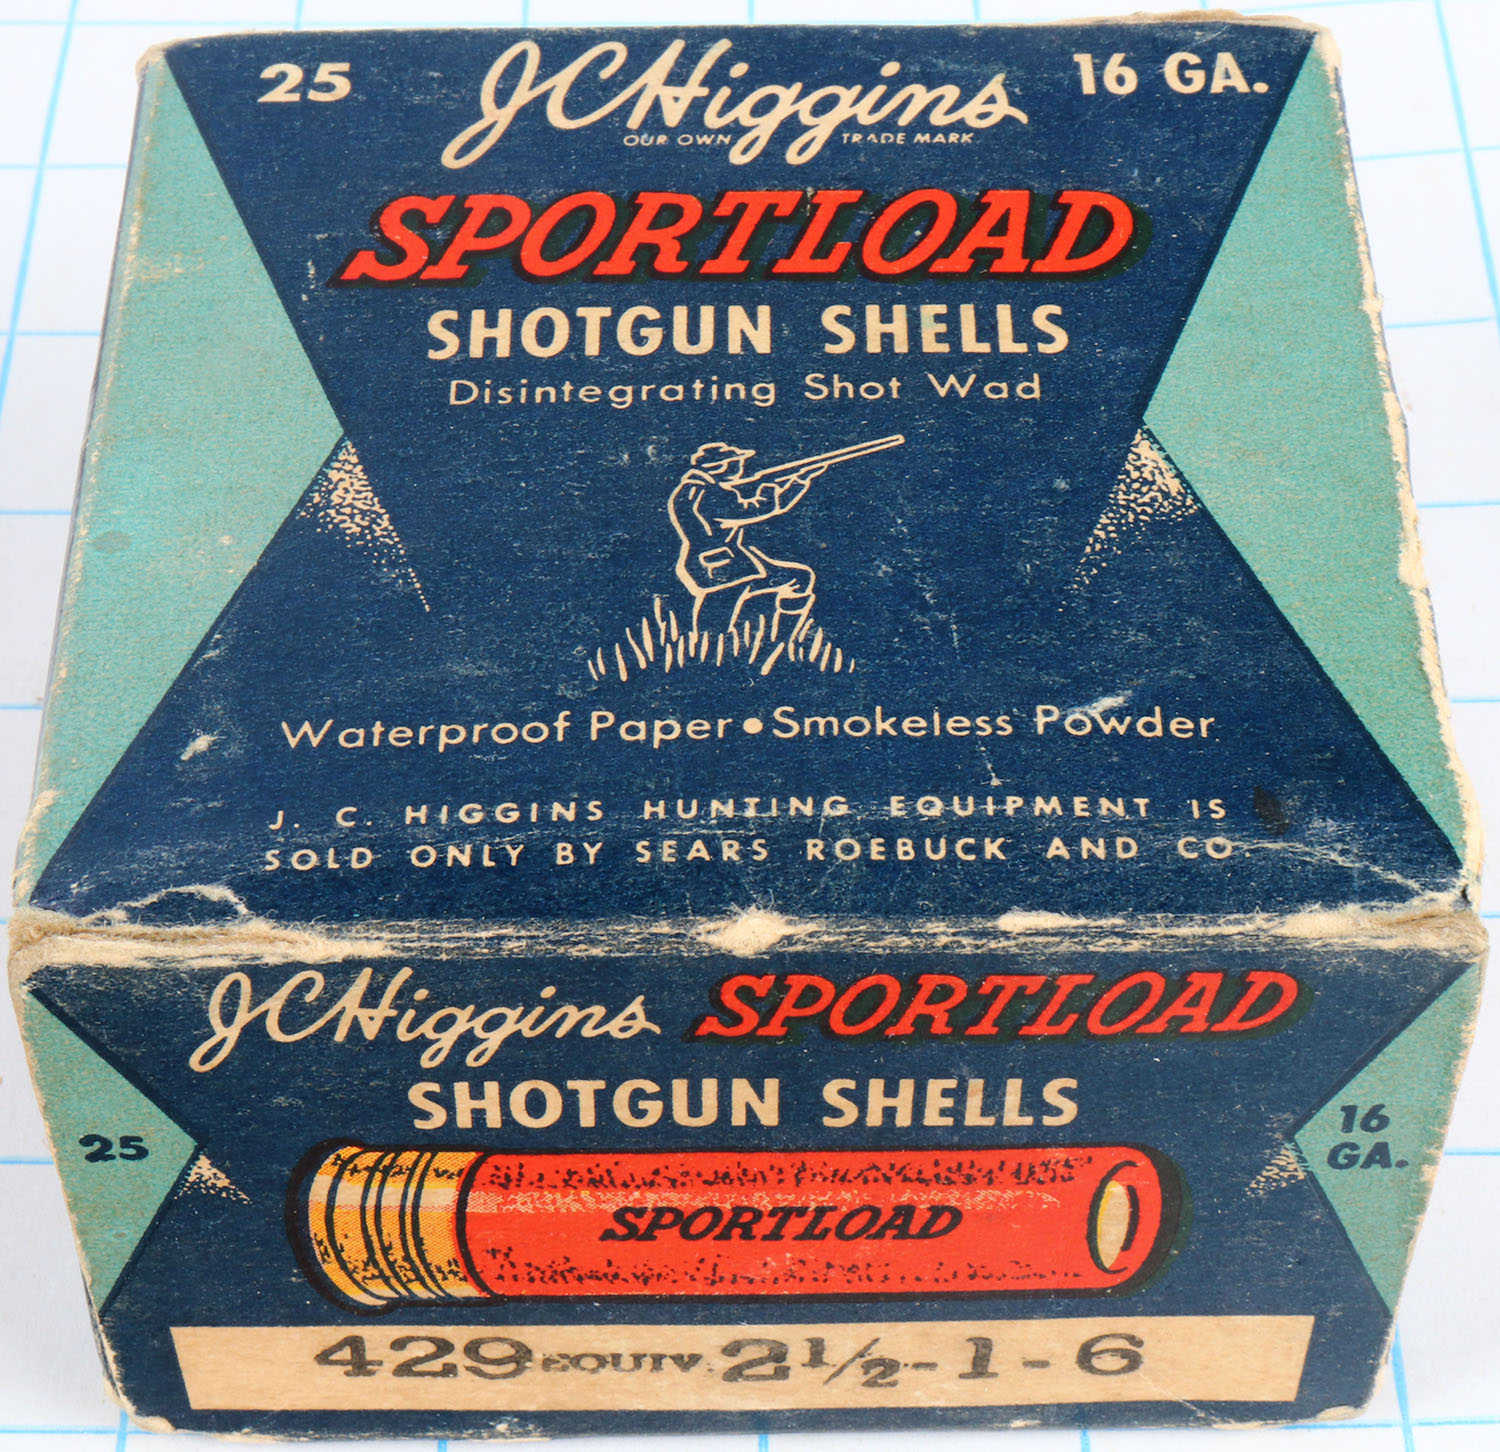 25 JCHiggins 16 GA.
OUR OWN TRADE MARK
SPORTLOAD
SHOTGUN SHELLS
Disintegrating Shot Wad
Waterproof Paper • Smokeless Powder
J. C. HIGGINS HUNTING EQUIPMENT IS
SOLD ONLY BY SEARS ROEBUCK AND CO.
JCHiggins SPORTLOAD
SHOTGUN SHELLS
25
16
GA.
SPORTLOAD
429 EQUIV. 2 1/2 - 1 - 6